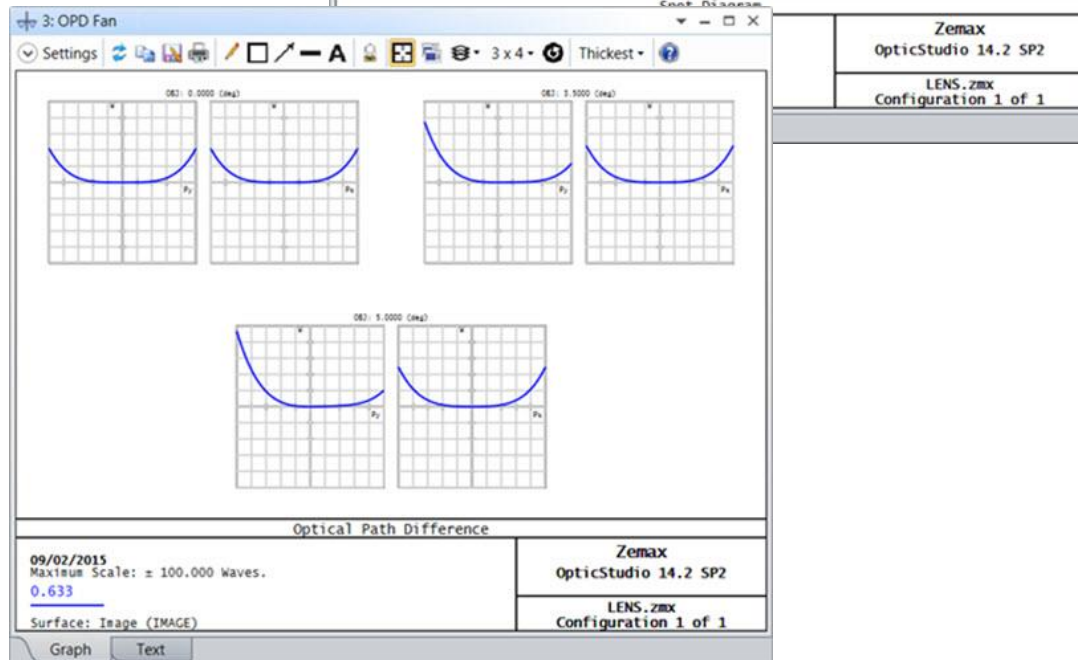 Spot Diagram
Zemax
OpticStudio 14.2 SP2
LENS.zmx
Configuration 1 of 1
3: OPD Fan
Settings
A
3 x 4
Thickest
OBJ: 0.0000 (deg)
OBJ: 3.5000 (deg)
W
W
W
W
Py
Px
Py
Px
OBJ: 5.0000 (deg)
W
W
Py
Px
Optical Path Difference
09/02/2015
Maximum Scale: ± 100.000 Waves.
0.633
Surface: Image (IMAGE)
Zemax
OpticStudio 14.2 SP2
LENS.zmx
Configuration 1 of 1
Graph
Text